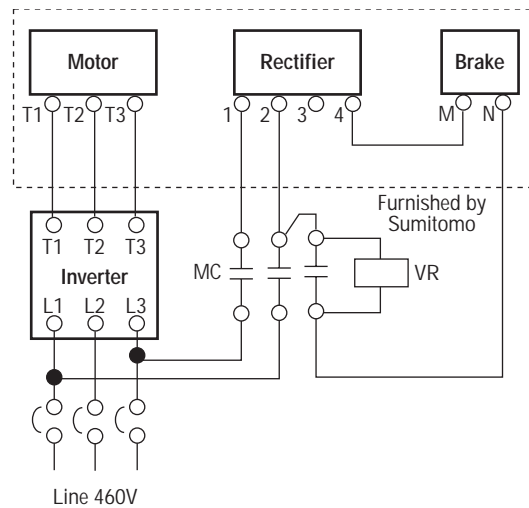 Motor
Rectifier
Brake
T1 T2 T3
1 2 3 4
M N
Furnished by
Sumitomo
T1 T2 T3
Inverter
MC
VR
L1 L2 L3
Line 460V